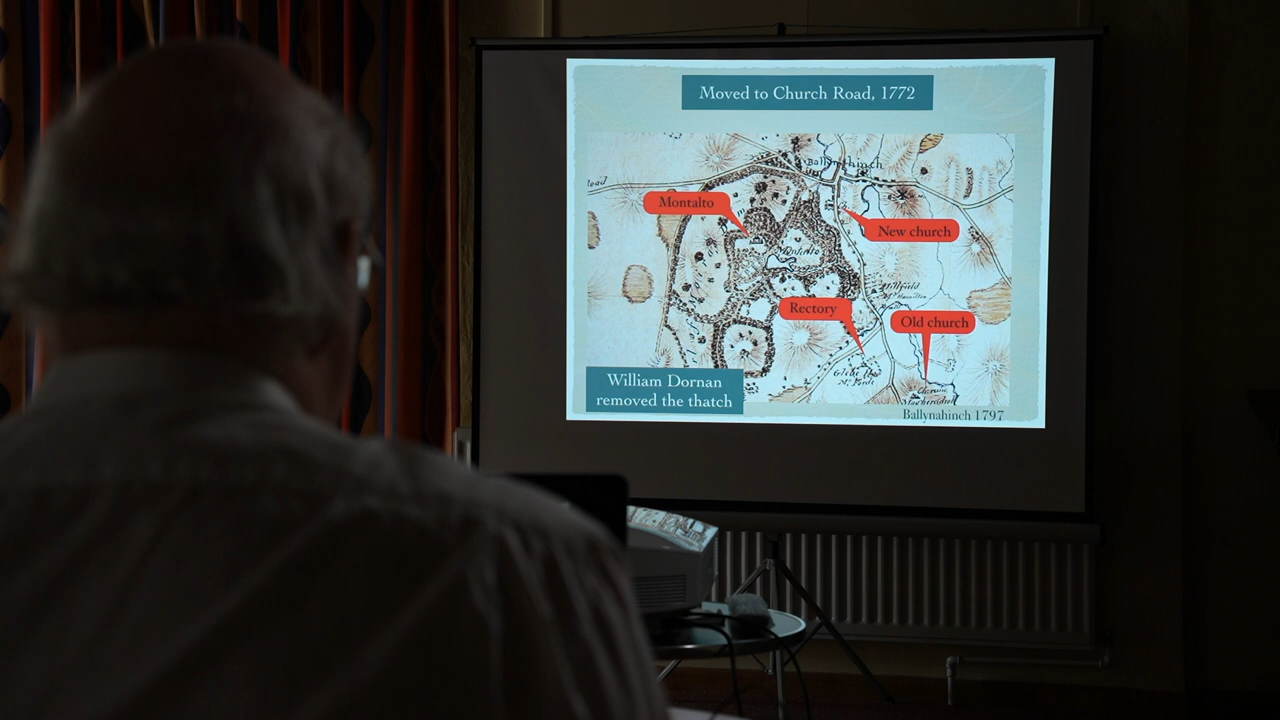 Moved to Church Road, 1772
Ballynahinch
Montalto
New church
Rectory
Old church
William Dornan
removed the thatch
Ballynahinch 1797